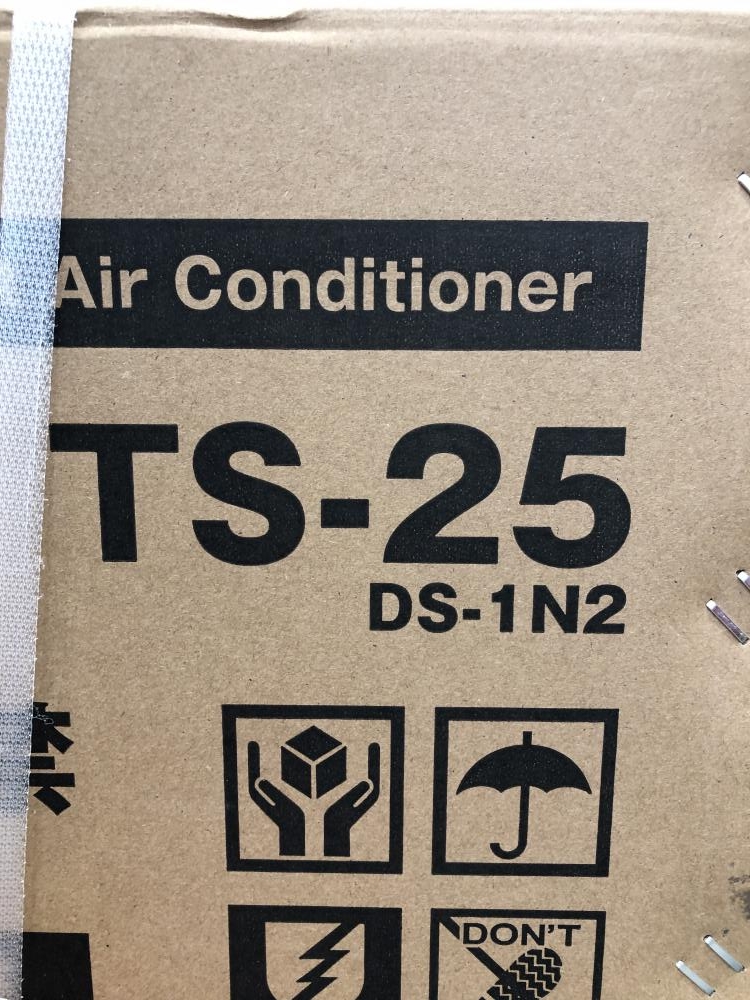 Air Conditioner
TS-25
DS-1N2
DON'T